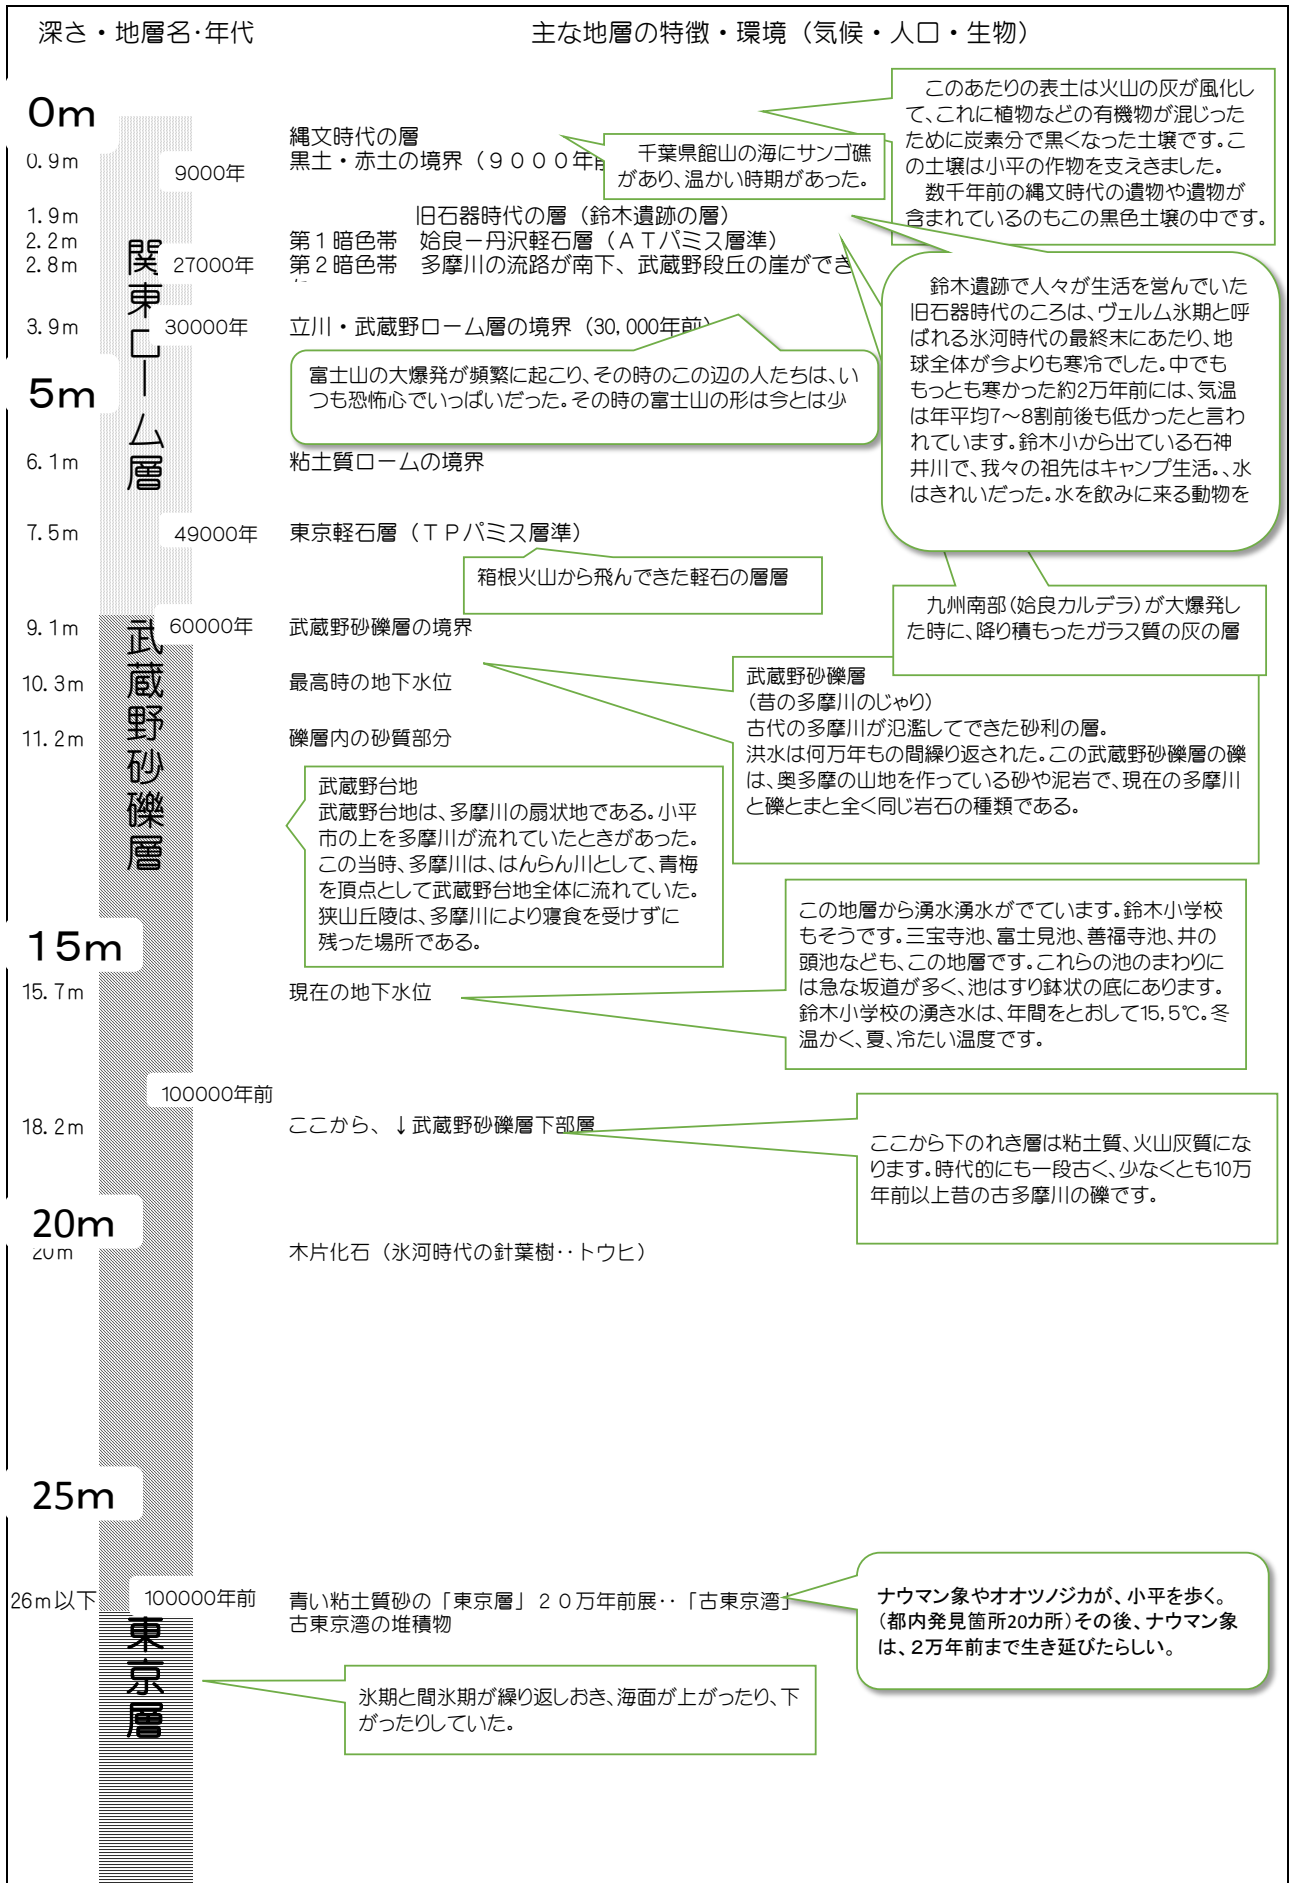 深さ・地層名・年代
主な地層の特徴・環境（気候・人口・生物）
0m
このあたりの表土は火山の灰が風化し
て、これに植物などの有機物が混じった
ために炭素分で黒くなった土壌です。こ
の土壌は小平の作物を支えきました。
数千年前の縄文時代の遺物や遺物が
含まれているのもこの黒色土壌の中です。
縄文時代の層
0.9m
9000年
黒土・赤土の境界（９０００年前
千葉県館山の海にサンゴ礁
があり、温かい時期があった。
1.9m
旧石器時代の層（鈴木遺跡の層）
2.2m
第１暗色帯　姶良－丹沢軽石層（ＡＴパミス層準）
2.8m
27000年
第２暗色帯　多摩川の流路が南下、武蔵野段丘の崖ができ
関東ローム層
鈴木遺跡で人々が生活を営んでいた
旧石器時代のころは、ヴェルム氷期と呼
ばれる氷河時代の最終末にあたり、地
球全体が今よりも寒冷でした。中でも
もっとも寒かった約2万年前には、気温
は年平均7～8割前後も低かったと言わ
れています。鈴木小から出ている石神
井川で、我々の祖先はキャンプ生活。、水
はきれいだった。水を飲みに来る動物を
3.9m
30000年
立川・武蔵野ローム層の境界（30,000年前）
富士山の大爆発が頻繁に起こり、その時のこの辺の人たちは、い
つも恐怖心でいっぱいだった。その時の富士山の形は今とは少
5m
6.1m
粘土質ロームの境界
7.5m
49000年
東京軽石層（ＴＰパミス層準）
箱根火山から飛んできた軽石の層層
九州南部（姶良カルデラ）が大爆発し
た時に、降り積もったガラス質の灰の層
9.1m
60000年
武蔵野砂礫層の境界
武蔵野砂礫層
10.3m
最高時の地下水位
武蔵野砂礫層
（昔の多摩川のじゃり）
古代の多摩川が氾濫してできた砂利の層。
洪水は何万年もの間繰り返された。この武蔵野砂礫層の礫
は、奥多摩の山地を作っている砂や泥岩で、現在の多摩川
と礫とまと全く同じ岩石の種類である。
11.2m
礫層内の砂質部分
武蔵野台地
武蔵野台地は、多摩川の扇状地である。小平
市の上を多摩川が流れていたときがあった。
この当時、多摩川は、はんらん川として、青梅
を頂点として武蔵野台地全体に流れていた。
狭山丘陵は、多摩川により寝食を受けずに
残った場所である。
この地層から湧水湧水がでています。鈴木小学校
もそうです。三宝寺池、富士見池、善福寺池、井の
頭池なども、この地層です。これらの池のまわりに
は急な坂道が多く、池はすり鉢状の底にあります。
鈴木小学校の湧き水は、年間をとおして15,5℃。冬
温かく、夏、冷たい温度です。
15m
15.7m
現在の地下水位
100000年前
18.2m
ここから、↓武蔵野砂礫層下部層
ここから下のれき層は粘土質、火山灰質にな
ります。時代的にも一段古く、少なくとも10万
年前以上昔の古多摩川の礫です。
20m
20m
木片化石（氷河時代の針葉樹‥トウヒ）
25m
26m以下
100000年前
青い粘土質砂の「東京層」２０万年前展‥「古東京湾」
古東京湾の堆積物
ナウマン象やオオツノジカが、小平を歩く。
（都内発見箇所20カ所）その後、ナウマン象
は、２万年前まで生き延びたらしい。
東京層
氷期と間氷期が繰り返しおき、海面が上がったり、下
がったりしていた。